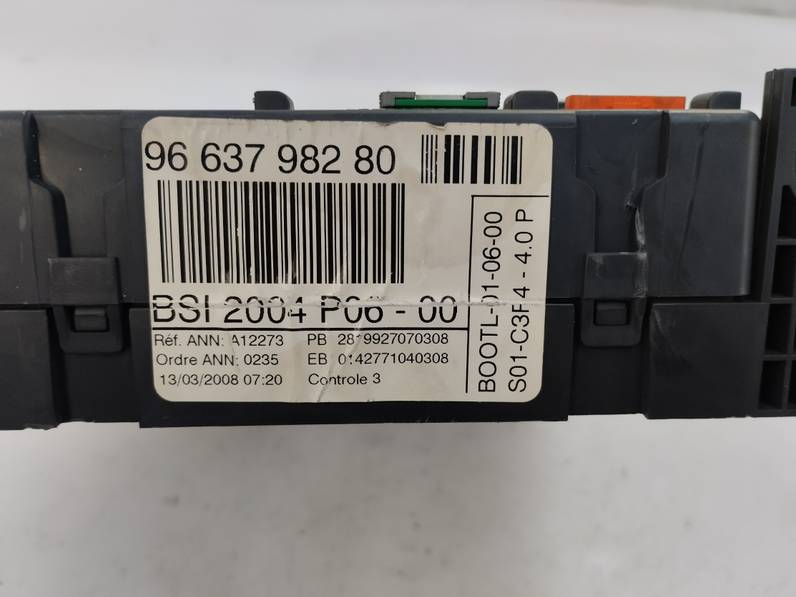 96 637 982 80
BSI 2004 P06 - 00
Réf. ANN: A12273 PB 2819927070308
Ordre ANN: 0235 EB 0142771040308
13/03/2008 07:20 Controle 3
BOOTL-01-06-00
S01-C3F4 - 4.0 P